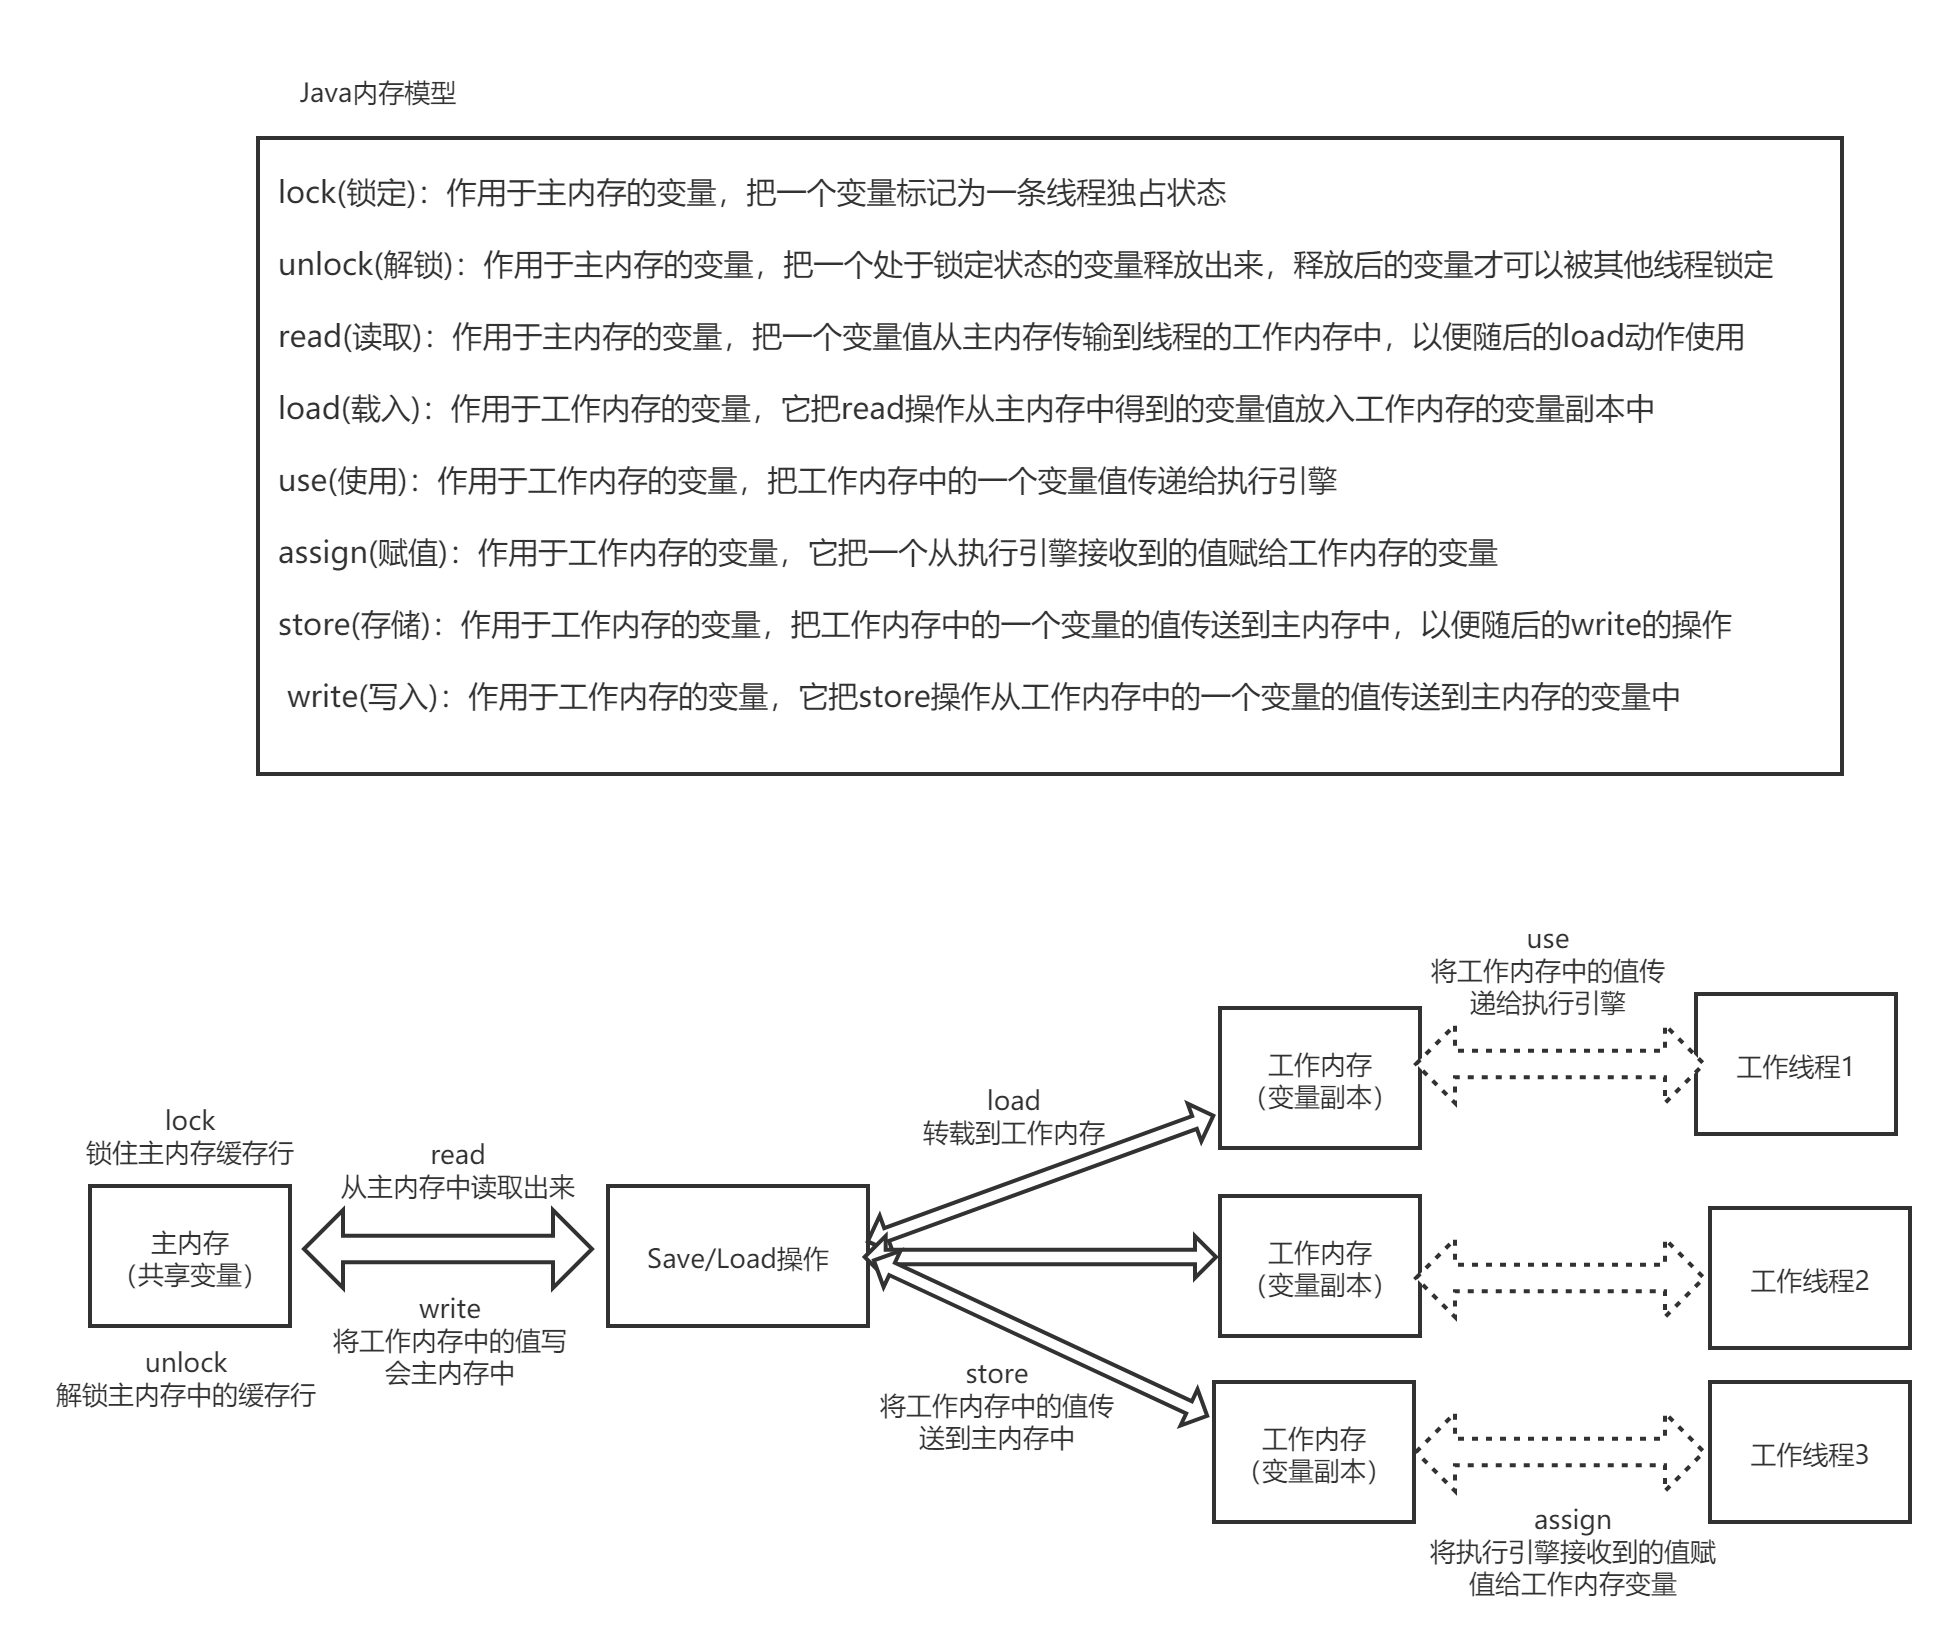 Java内存模型
lock(锁定)：作用于主内存的变量，把一个变量标记为一条线程独占状态
unlock(解锁)：作用于主内存的变量，把一个处于锁定状态的变量释放出来，释放后的变量才可以被其他线程锁定
read(读取)：作用于主内存的变量，把一个变量值从主内存传输到线程的工作内存中，以便随后的load动作使用
load(载入)：作用于工作内存的变量，它把read操作从主内存中得到的变量值放入工作内存的变量副本中
use(使用)：作用于工作内存的变量，把工作内存中的一个变量值传递给执行引擎
assign(赋值)：作用于工作内存的变量，它把一个从执行引擎接收到的值赋给工作内存的变量
store(存储)：作用于工作内存的变量，把工作内存中的一个变量的值传送到主内存中，以便随后的write的操作
write(写入)：作用于工作内存的变量，它把store操作从工作内存中的一个变量的值传送到主内存的变量中
lock
锁住主内存缓存行
主内存
（共享变量）
unlock
解锁主内存中的缓存行
read
从主内存中读取出来
write
将工作内存中的值写
会主内存中
Save/Load操作
load
转载到工作内存
store
将工作内存中的值传
送到主内存中
工作内存
（变量副本）
工作内存
（变量副本）
工作内存
（变量副本）
use
将工作内存中的值传
递给执行引擎
工作线程1
工作线程2
工作线程3
assign
将执行引擎接收到的值赋
值给工作内存变量